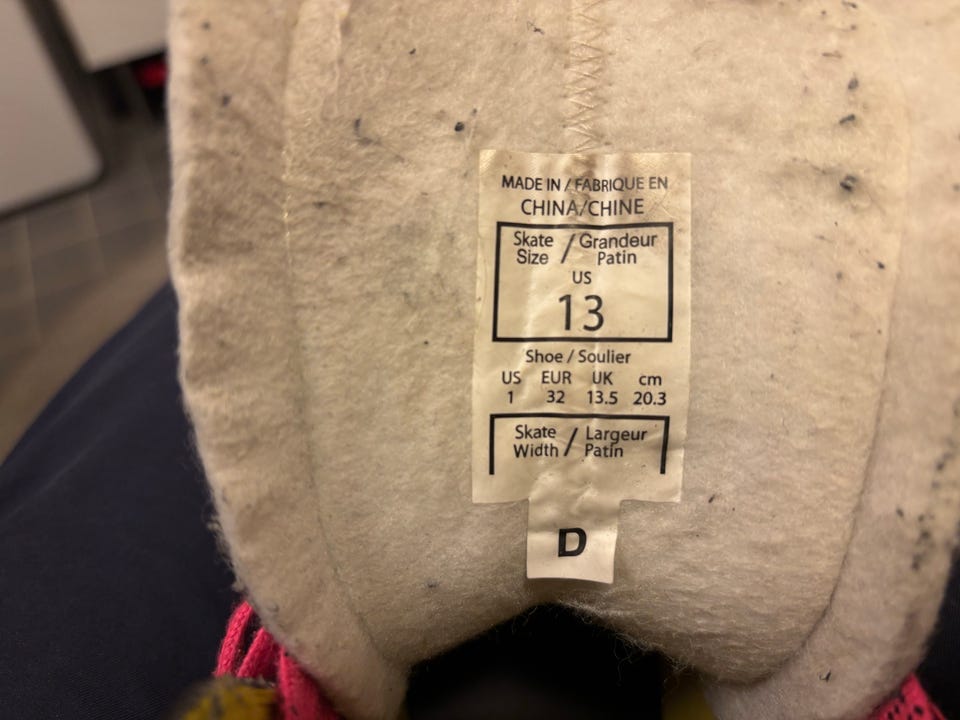 MADE IN / FABRIQUE EN
CHINA/CHINE
Skate Size / Grandeur Patin
US
13
Shoe / Soulier
US EUR UK cm
1 32 13.5 20.3
Skate Width / Largeur Patin
D